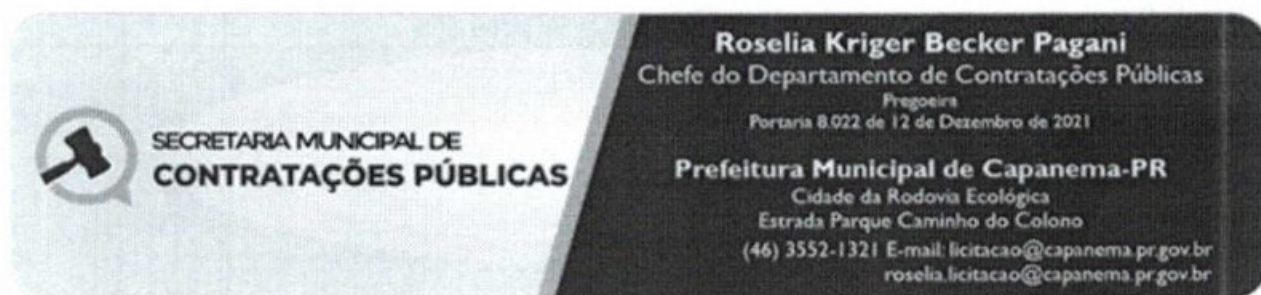 SECRETARIA MUNICIPAL DE
CONTRATAÇÕES PÚBLICAS
Roselia Kriger Becker Pagani
Chefe do Departamento de Contratações Públicas
Pregoeira
Portaria 8.022 de 12 de Dezembro de 2021
Prefeitura Municipal de Capanema-PR
Cidade da Rodovia Ecológica
Estrada Parque Caminho do Colono
(46) 3552-1321 E-mail: licitacao@capanema.pr.gov.br
roselia.licitacao@capanema.pr.gov.br